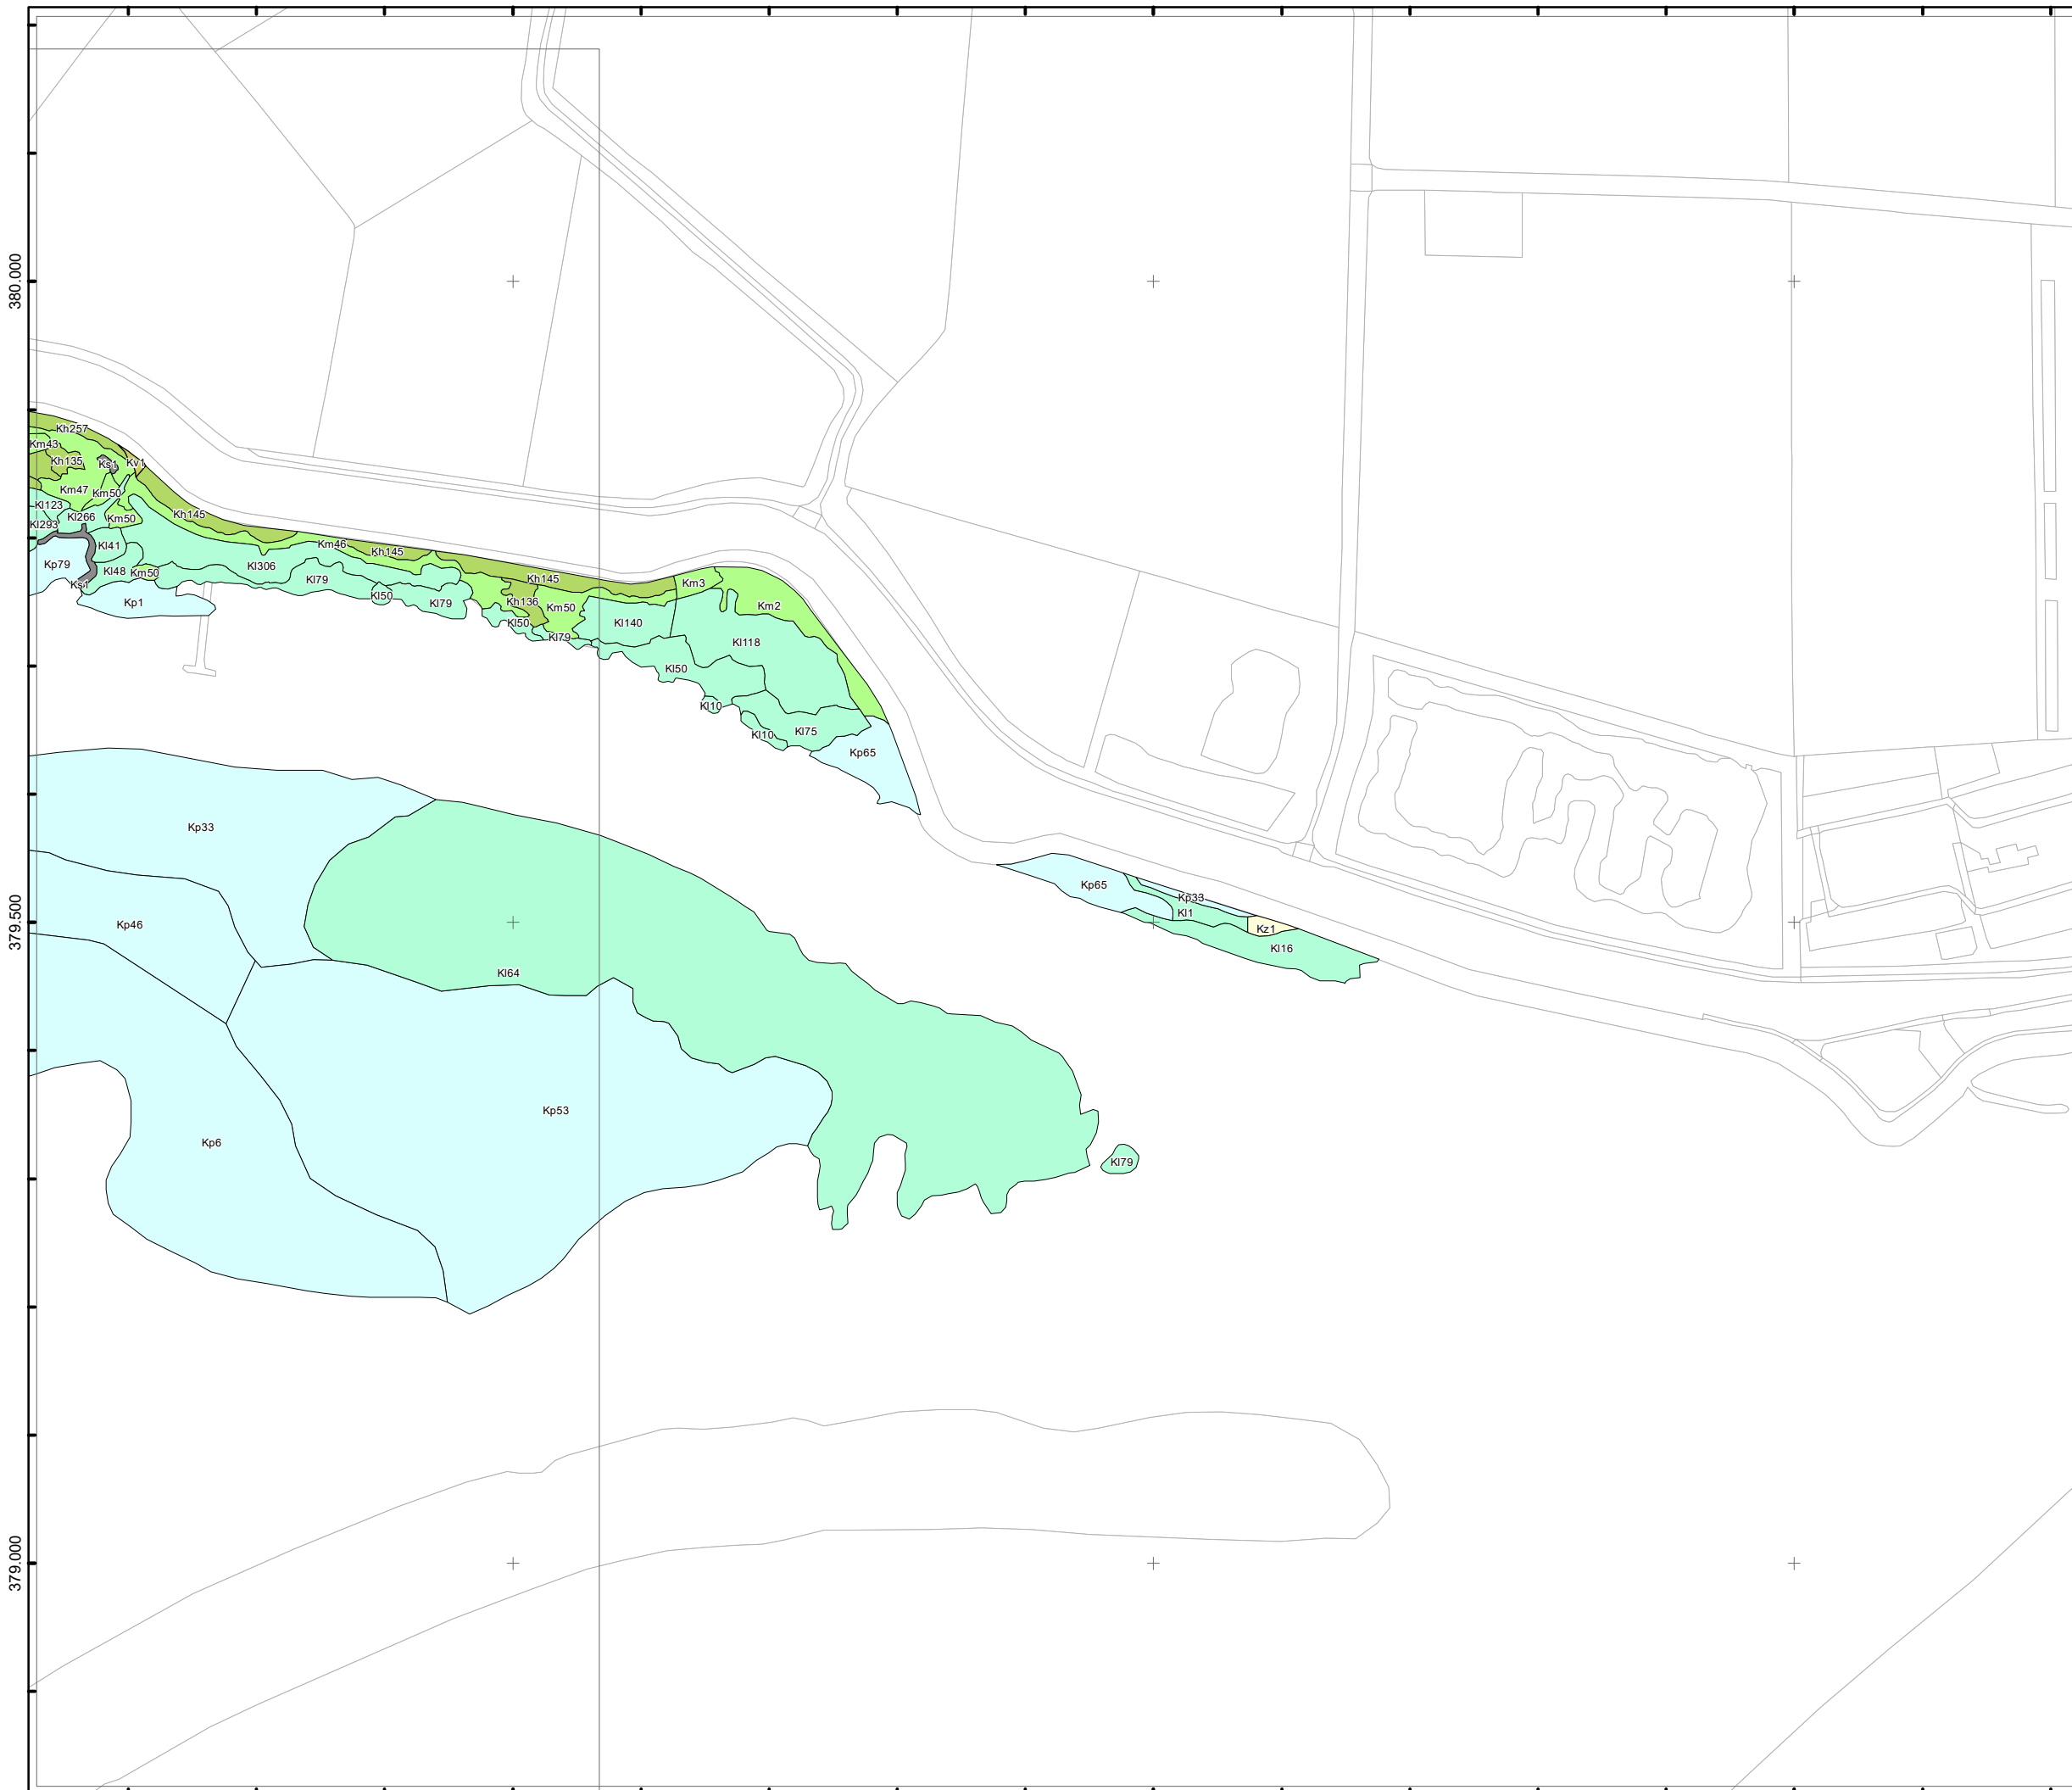 380.000
Kh257
Km43
Kh135
Ks1
Kv1
Km47
Km50
Kl123
Kl266
Km50
Kh145
Kl293
Kl41
Km46
Kh145
Kp79
Kl48
Km50
Kl306
Kl79
Kh145
Km3
Ks1
Kl50
Kl79
Kh136
Km50
Km2
Kp1
Kl50
Kl140
Kl79
Kl118
Kl50
Kl10
Kl75
Kl10
Kp65
Kp33
Kp65
Kp33
Kl1
379.500
Kp46
Kz1
Kl16
Kl64
Kp53
Kp6
Kl79
379.000